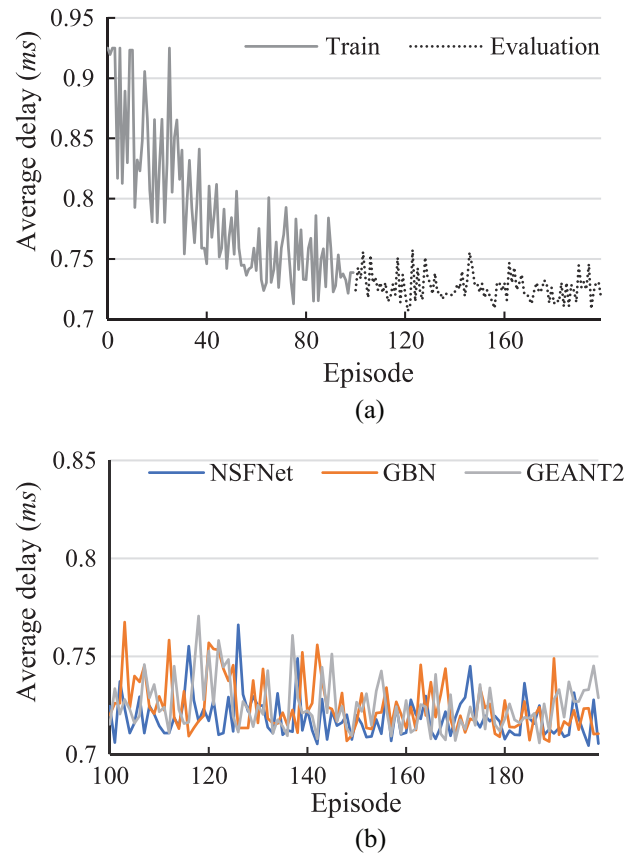 0.95
Train Evaluation
0.9
0.85
0.8
0.75
0.7
Average delay (ms)
0 40 80 120 160
Episode
(a)
0.85
NSFNet GBN GEANT2
0.8
0.75
0.7
Average delay (ms)
100 120 140 160 180
Episode
(b)